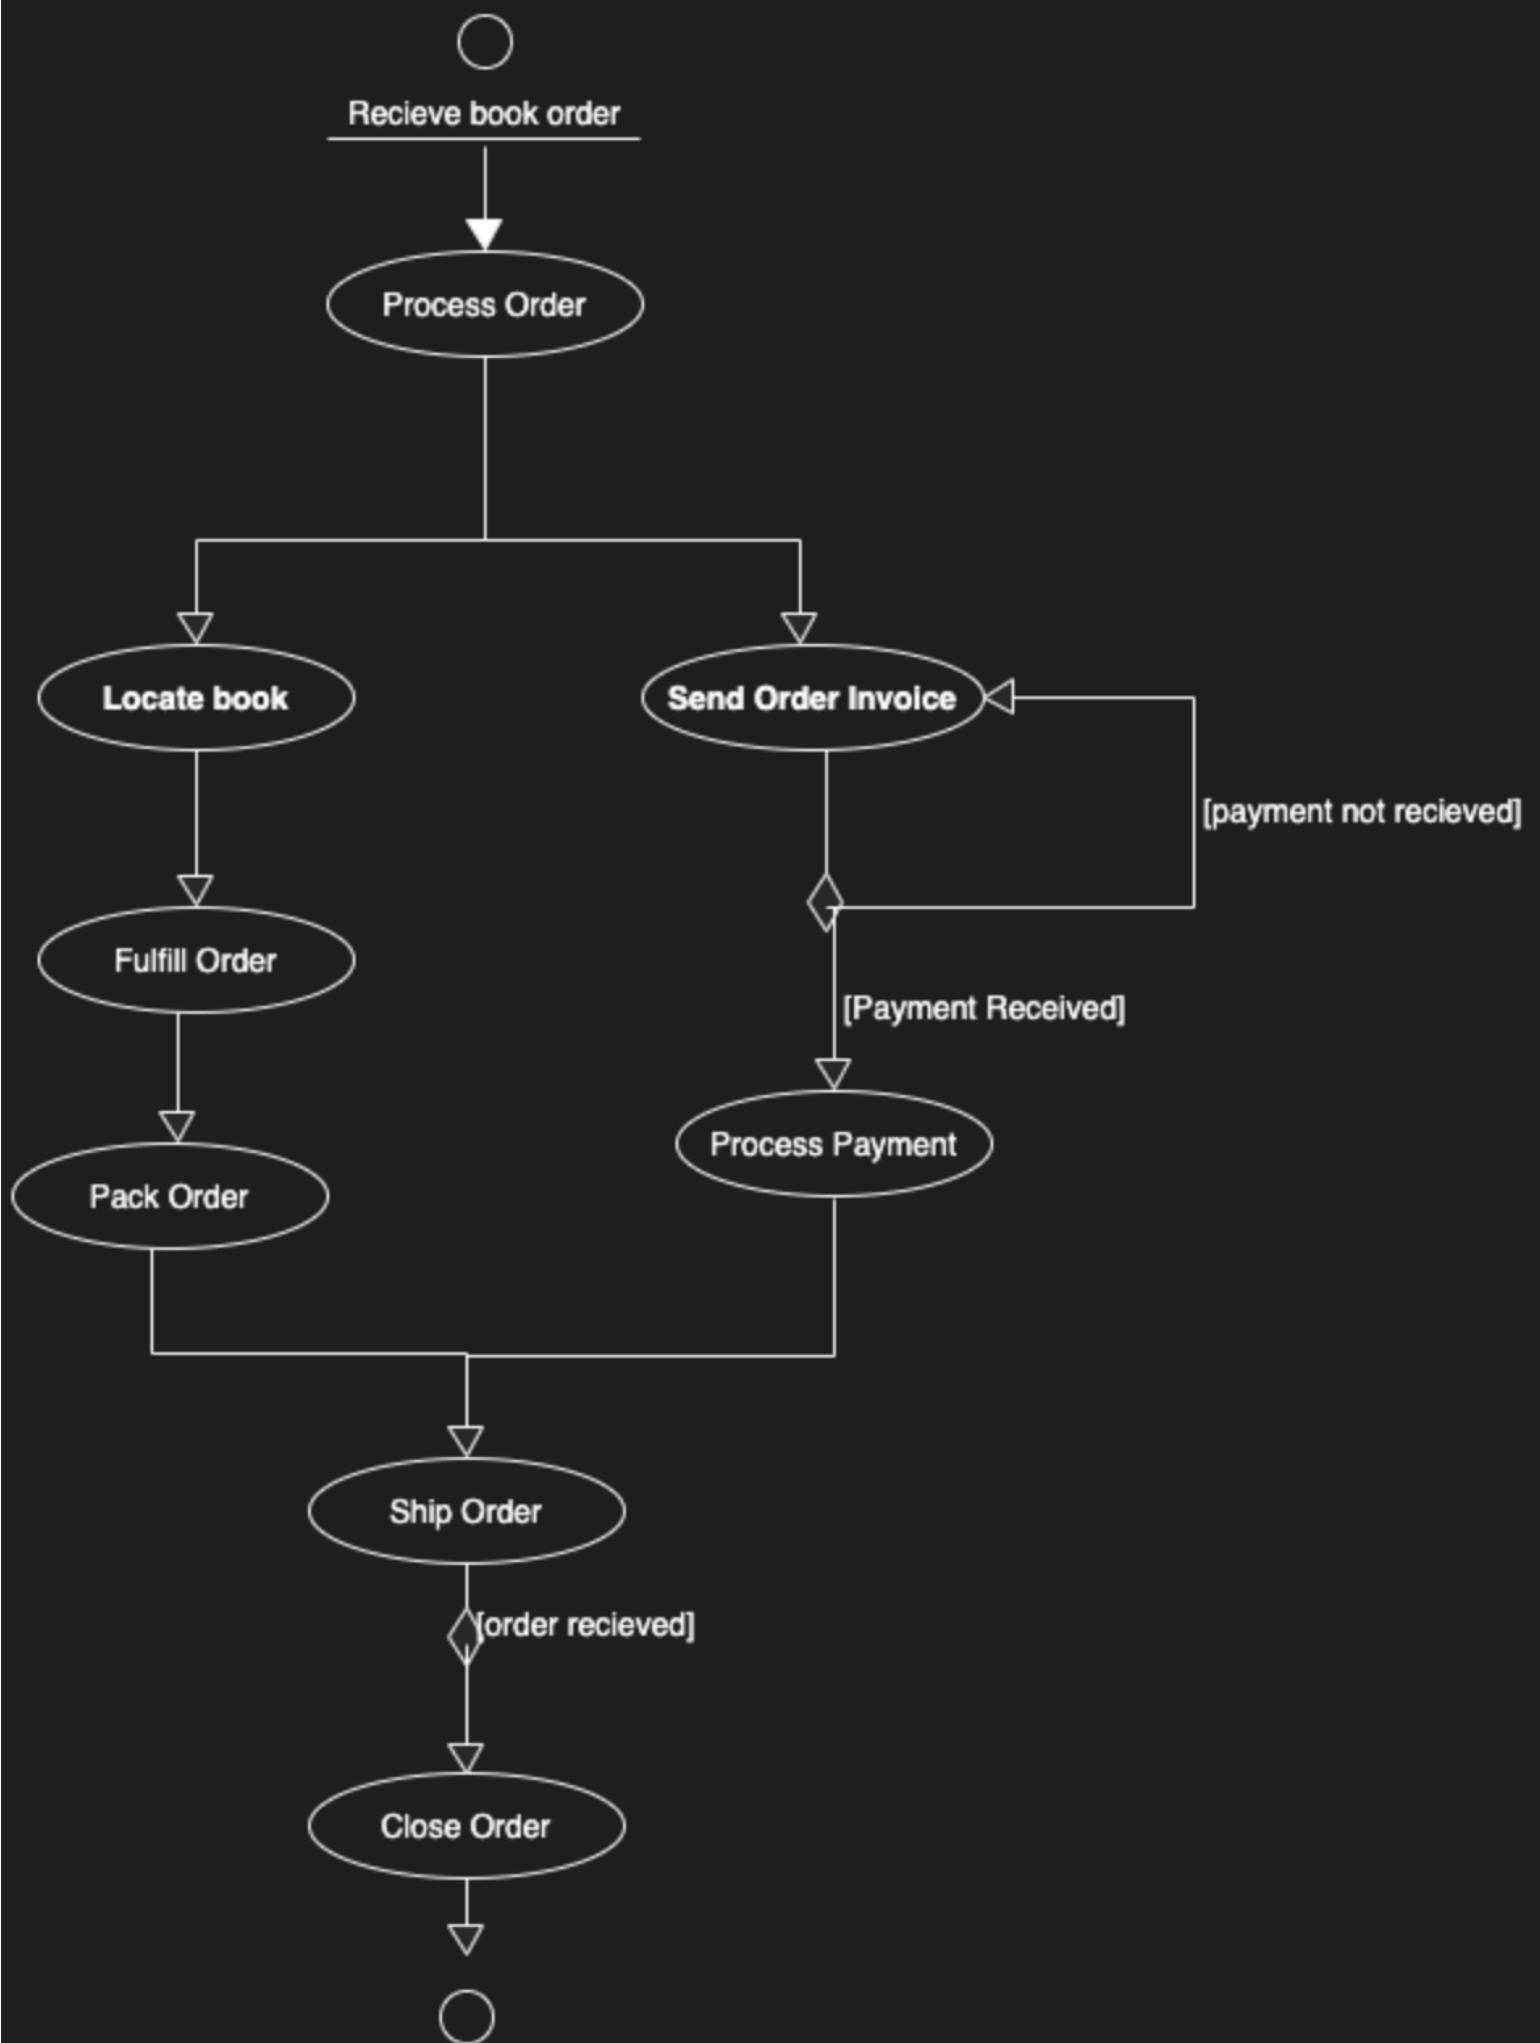 Recieve book order
Process Order
Locate book
Send Order Invoice
[payment not recieved]
Fulfill Order
[Payment Received]
Process Payment
Pack Order
Ship Order
[order recieved]
Close Order